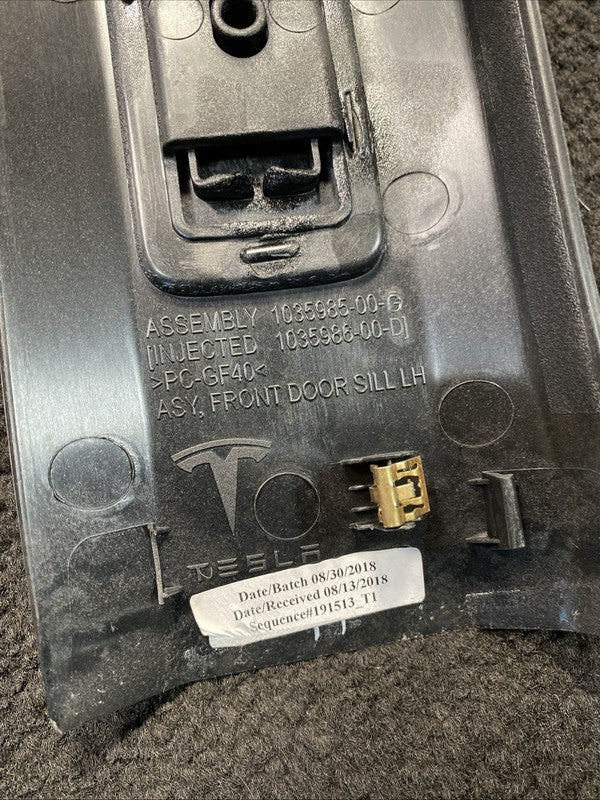 ASSEMBLY 1035985-00-G
[INJECTED 1035986-00-D]
>PC-GF40<
ASY, FRONT DOOR SILL LH
TESLA
Date/Batch 08/30/2018
Date/Received 08/13/2018
Sequence#191513_T1